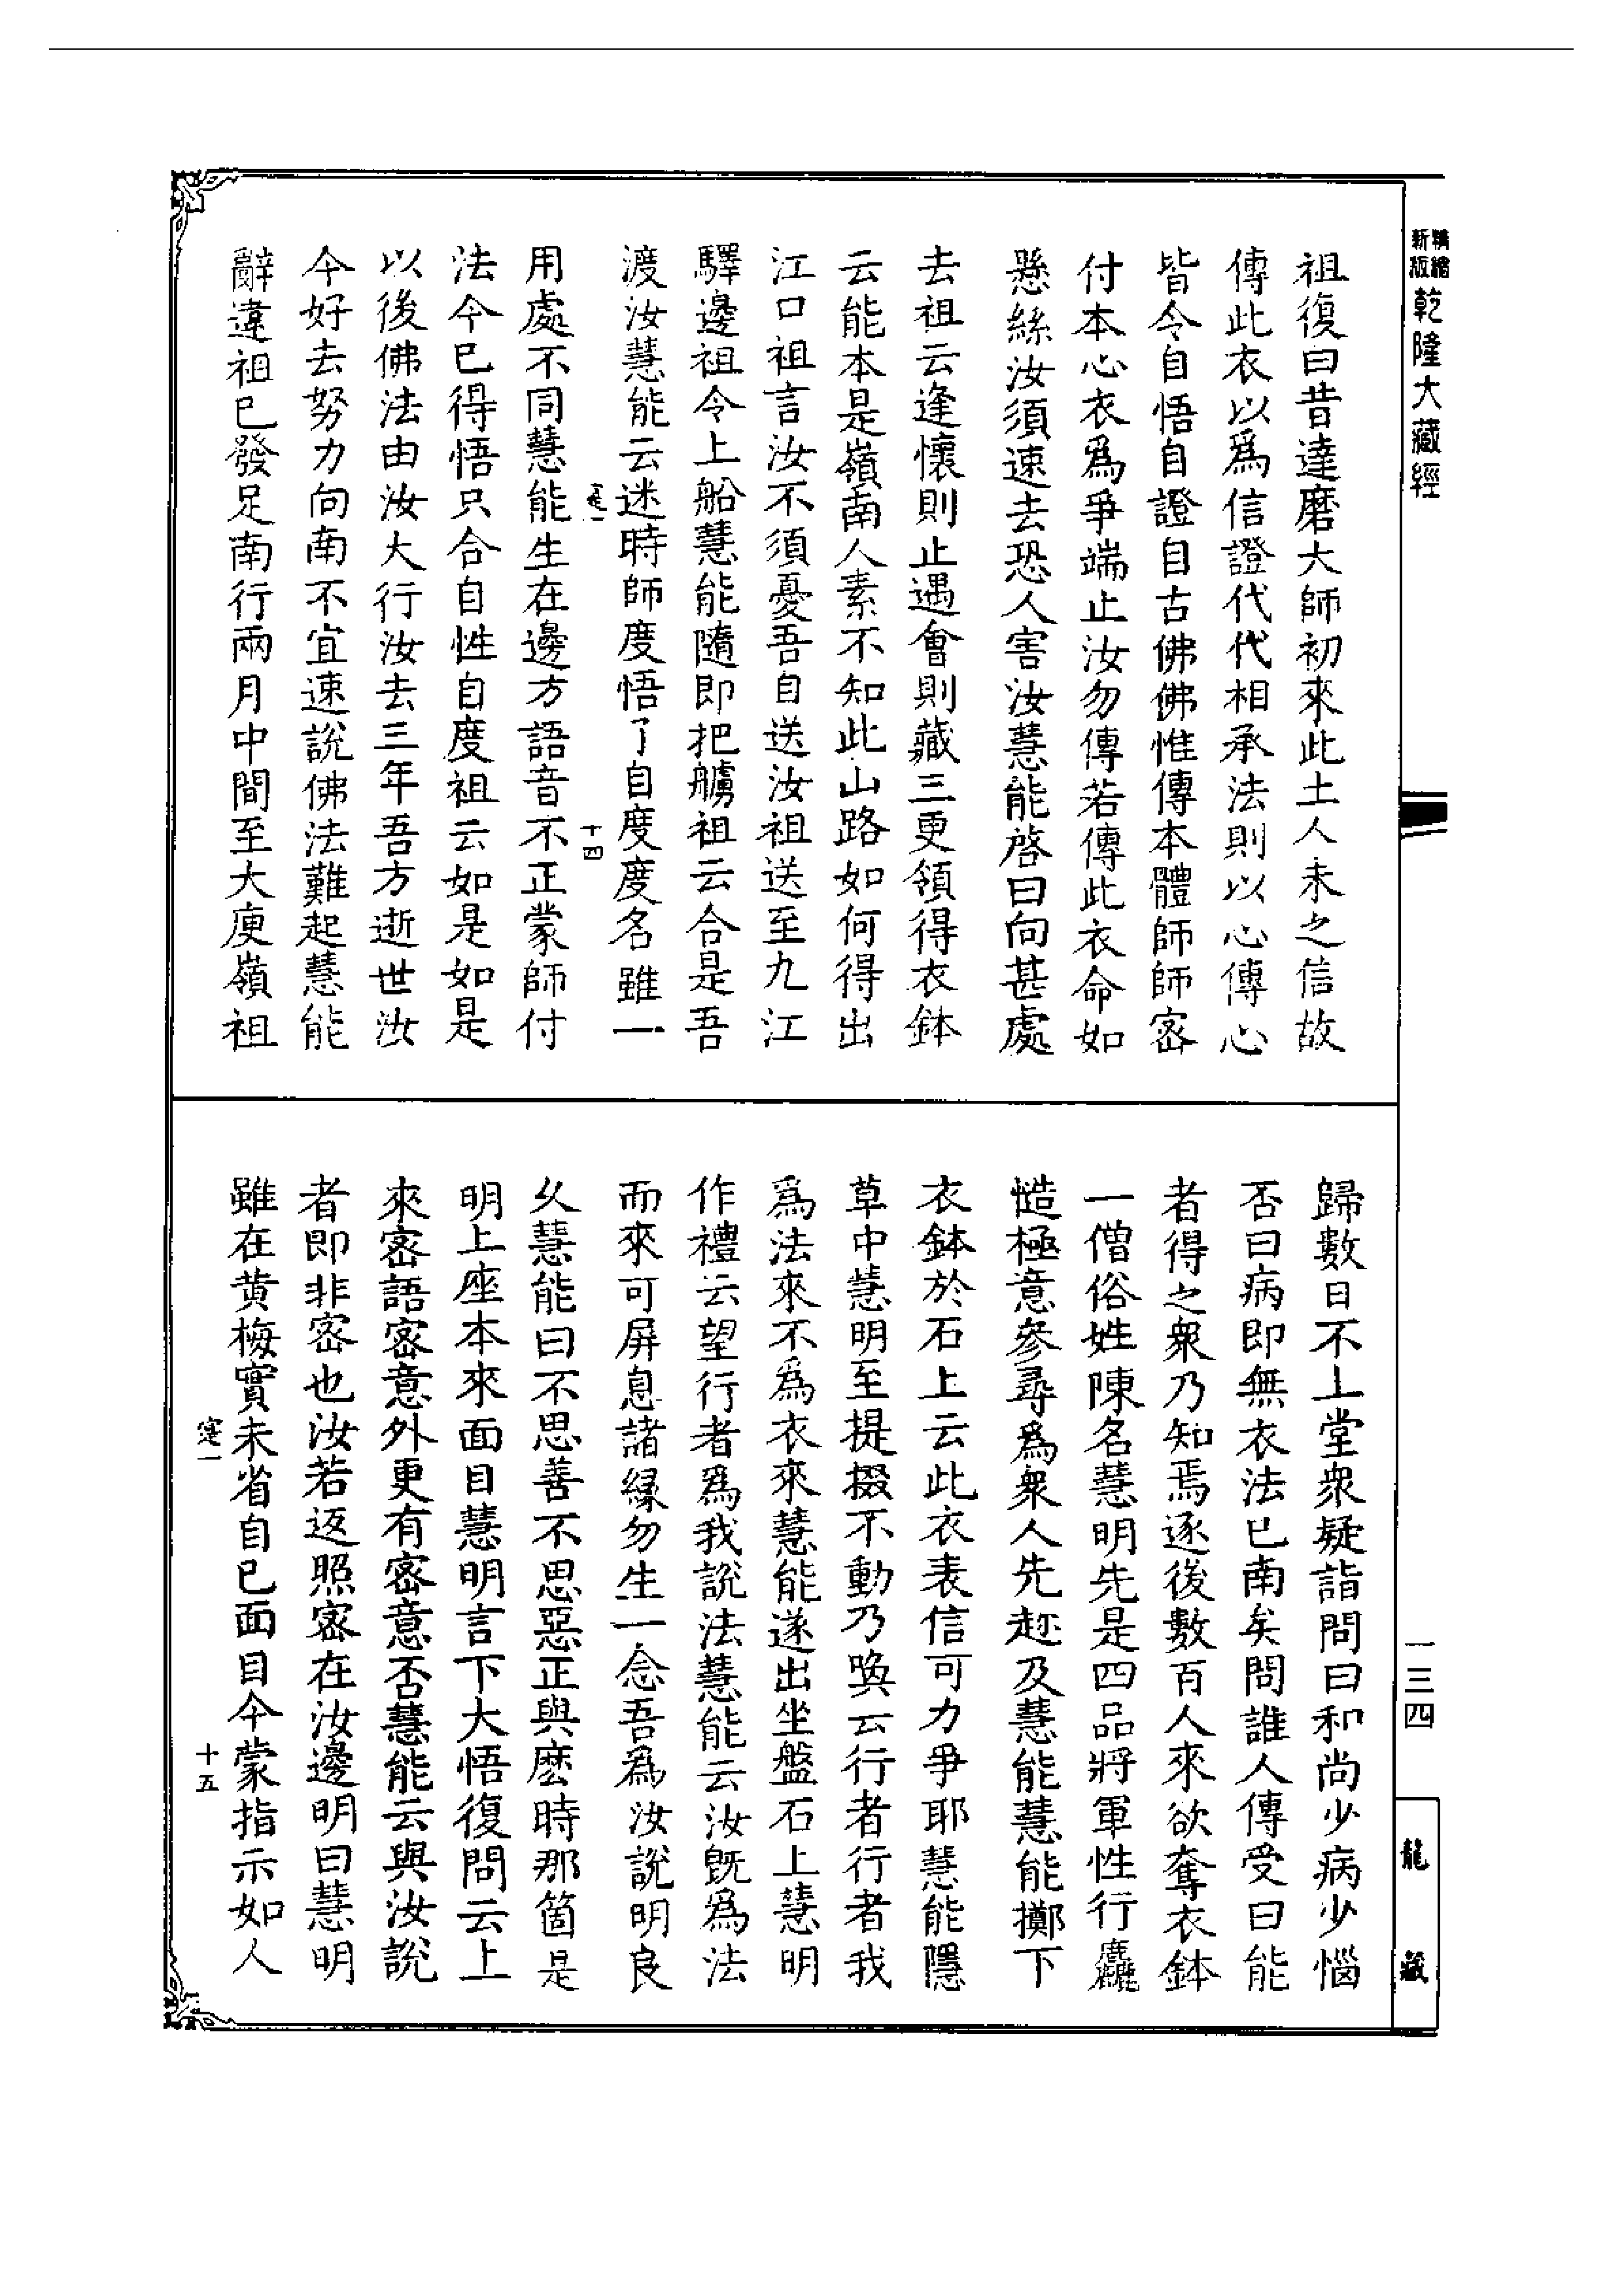 精縮新版乾隆大藏經
祖復曰昔達磨大師初來此土人未之信故
傳此衣以爲信證代代相承法則以心傳心
皆令自悟自證自古佛佛惟傳本體師師密
付本心衣爲爭端止汝勿傳若傳此衣命如
懸絲汝須速去恐人害汝慧能啓曰向甚處
去祖云逢懷則止遇會則藏三更領得衣鉢
云能本是嶺南人素不知此山路如何得出
江口祖言汝不須憂吾自送汝祖送至九江
驛邊祖令上船慧能隨即把艣祖云合是吾
渡汝慧能云迷時師度悟了自度度名雖一
十四
用處不同慧能生在邊方語音不正蒙師付
法今已得悟只合自性自度祖云如是如是
以後佛法由汝大行汝去三年吾方逝世汝
今好去努力向南不宜速說佛法難起慧能
辭違祖已發足南行兩月中間至大庾嶺祖
歸數日不上堂衆疑詣問曰和尚少病少惱
否曰病即無衣法已南矣問誰人傳受曰能
者得之衆乃知焉逐後數百人來欲奪衣鉢
一僧俗姓陳名慧明先是四品將軍性行麤
慥極意參尋爲衆人先趂及慧能慧能擲下
衣鉢於石上云此衣表信可力爭耶慧能隱
草中慧明至提掇不動乃喚云行者行者我
爲法來不爲衣來慧能遂出坐盤石上慧明
作禮云望行者爲我說法慧能云汝旣爲法
而來可屏息諸緣勿生一念吾爲汝說明良
久慧能曰不思善不思惡正與麽時那箇是
明上座本來面目慧明言下大悟復問云上
來密語密意外更有密意否慧能云與汝說
者即非密也汝若返照密在汝邊明曰慧明
雖在黃梅實未省自已面目今蒙指示如人
十五
一三四
龍藏